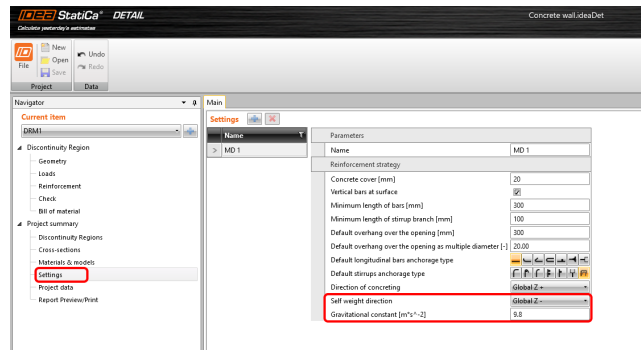 IDEA StatiCa® DETAIL
Calculate yesterday's estimates
Concrete wall.ideaDet
File
New
Open
Save
Undo
Redo
Project
Data
Navigator
Current item
DRM1
Discontinuity Region
Geometry
Loads
Reinforcement
Check
Bill of material
Project summary
Discontinuity Regions
Cross-sections
Materials & models
Settings
Project data
Report Preview/Print
Main
Settings
Name
MD 1
Parameters
Name MD 1
Reinforcement strategy
Concrete cover [mm] 20
Vertical bars at surface
Minimum length of bars [mm] 300
Minimum length of stirrup branch [mm] 100
Default overhang over the opening [mm] 300
Default overhang over the opening as multiple diameter [-] 20.00
Default longitudinal bars anchorage type
Default stirrups anchorage type
Direction of concreting Global Z +
Self weight direction Global Z -
Gravitational constant [m*s^-2] 9.8